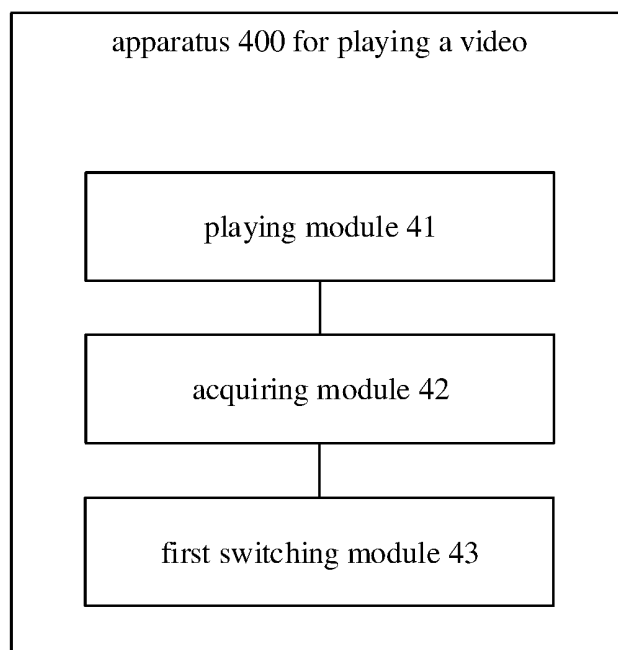 apparatus 400 for playing a video
playing module 41
acquiring module 42
first switching module 43